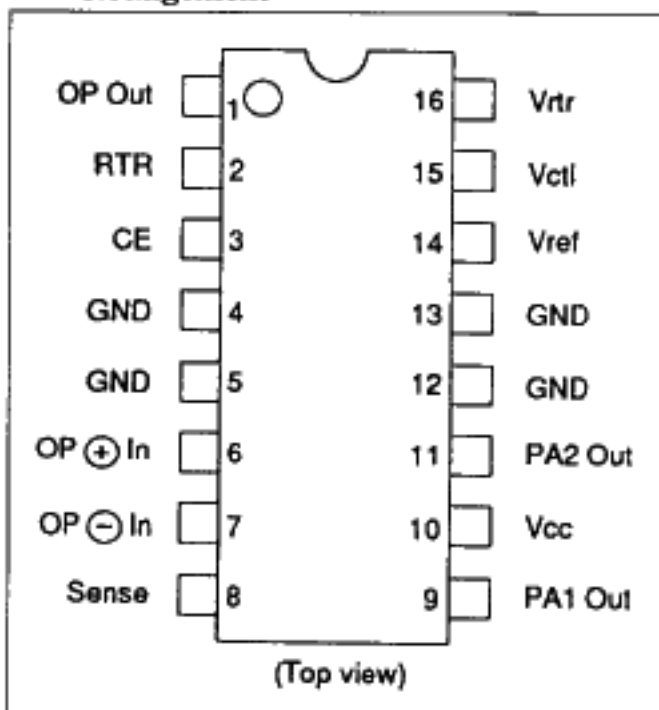 OP Out 1 16 Vrtr
RTR 2 15 Vctl
CE 3 14 Vref
GND 4 13 GND
GND 5 12 GND
OP ⊕ In 6 11 PA2 Out
OP ⊖ In 7 10 Vcc
Sense 8 9 PA1 Out
(Top view)